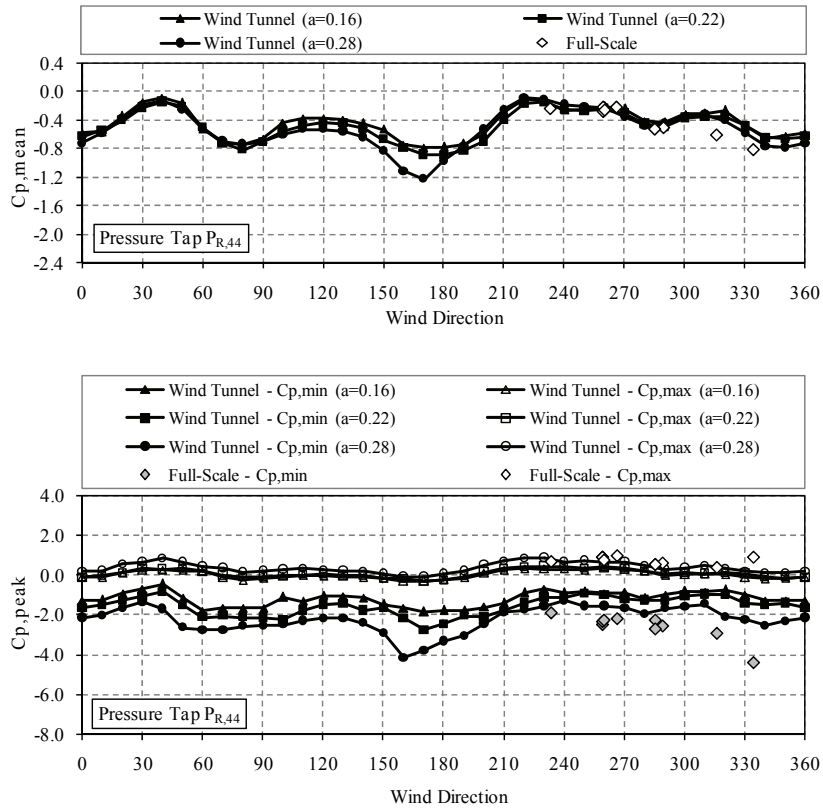 Wind Tunnel (a=0.16) Wind Tunnel (a=0.22)
Wind Tunnel (a=0.28) Full-Scale
0.4
0.0
-0.4
-0.8
-1.2
-1.6
-2.0
-2.4
Cp,mean
Pressure Tap P_R,44
0 30 60 90 120 150 180 210 240 270 300 330 360
Wind Direction
Wind Tunnel - Cp,min (a=0.16) Wind Tunnel - Cp,max (a=0.16)
Wind Tunnel - Cp,min (a=0.22) Wind Tunnel - Cp,max (a=0.22)
Wind Tunnel - Cp,min (a=0.28) Wind Tunnel - Cp,max (a=0.28)
Full-Scale - Cp,min Full-Scale - Cp,max
4.0
2.0
0.0
-2.0
-4.0
-6.0
-8.0
Cp,peak
Pressure Tap P_R,44
0 30 60 90 120 150 180 210 240 270 300 330 360
Wind Direction